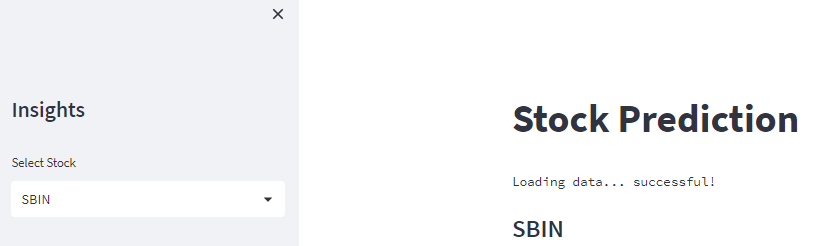 Insights
Select Stock
SBIN
Stock Prediction
Loading data... successful!
SBIN